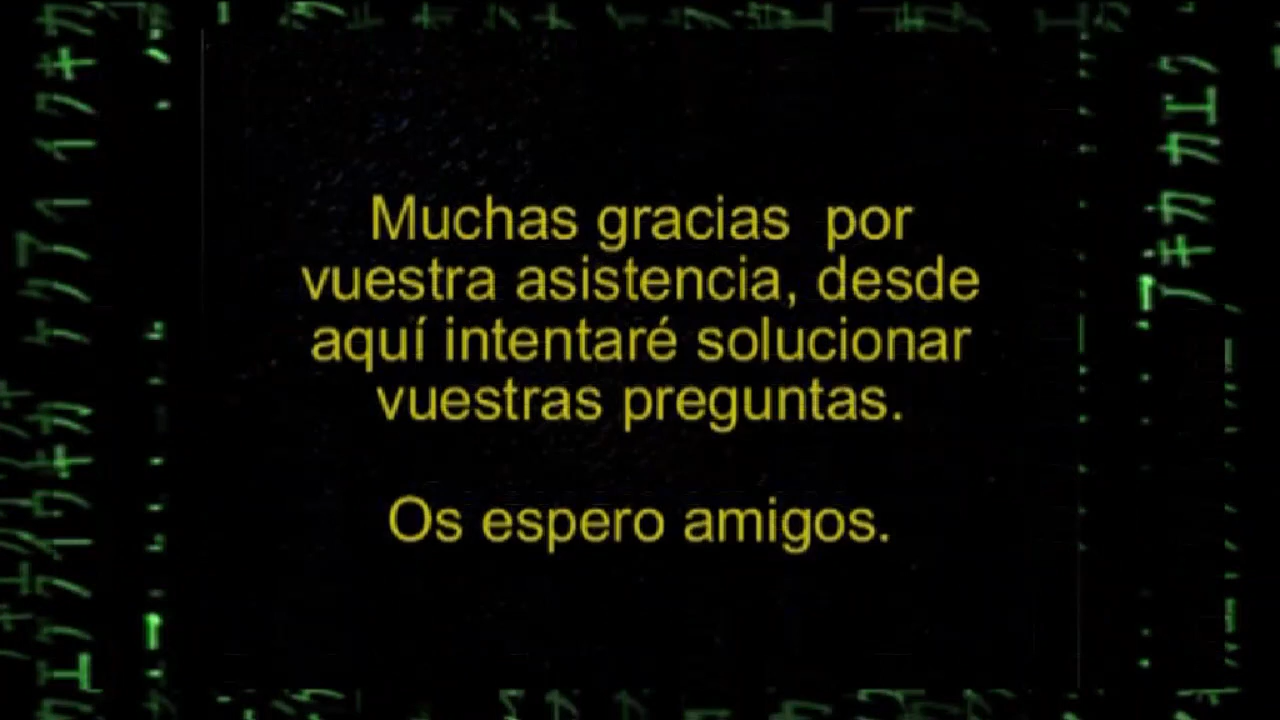 Muchas gracias  por
vuestra asistencia, desde
aquí intentaré solucionar
vuestras preguntas.
Os espero amigos.